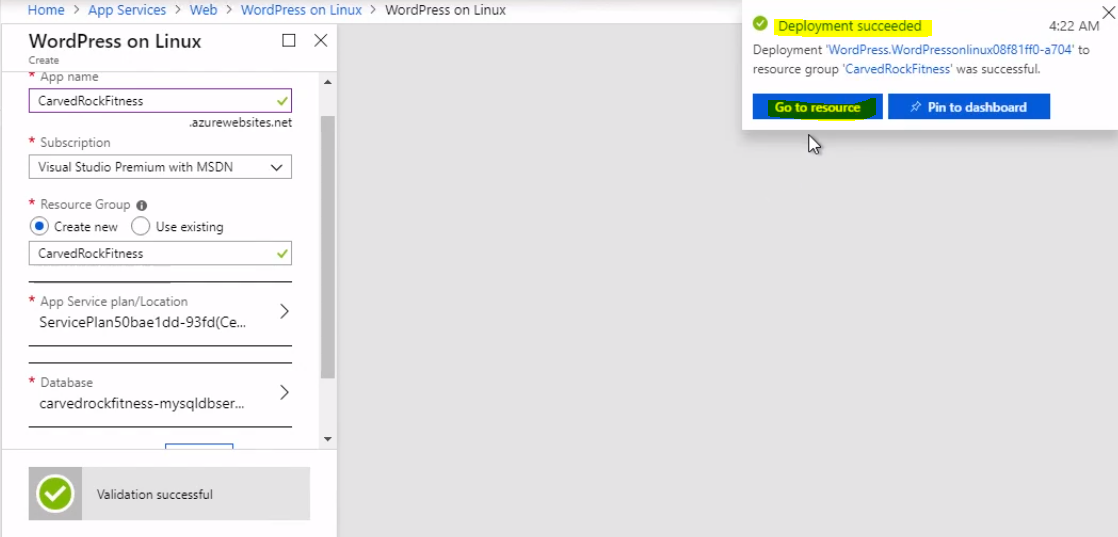 Home > App Services > Web > WordPress on Linux > WordPress on Linux
WordPress on Linux
Create
* App name
CarvedRockFitness
.azurewebsites.net
* Subscription
Visual Studio Premium with MSDN
* Resource Group
Create new Use existing
CarvedRockFitness
* App Service plan/Location
ServicePlan50bae1dd-93fd(Ce...
* Database
carvedrockfitness-mysqldbser...
Validation successful
Deployment succeeded 4:22 AM
Deployment 'WordPress.WordPressonlinux08f81ff0-a704' to
resource group 'CarvedRockFitness' was successful.
Go to resource Pin to dashboard